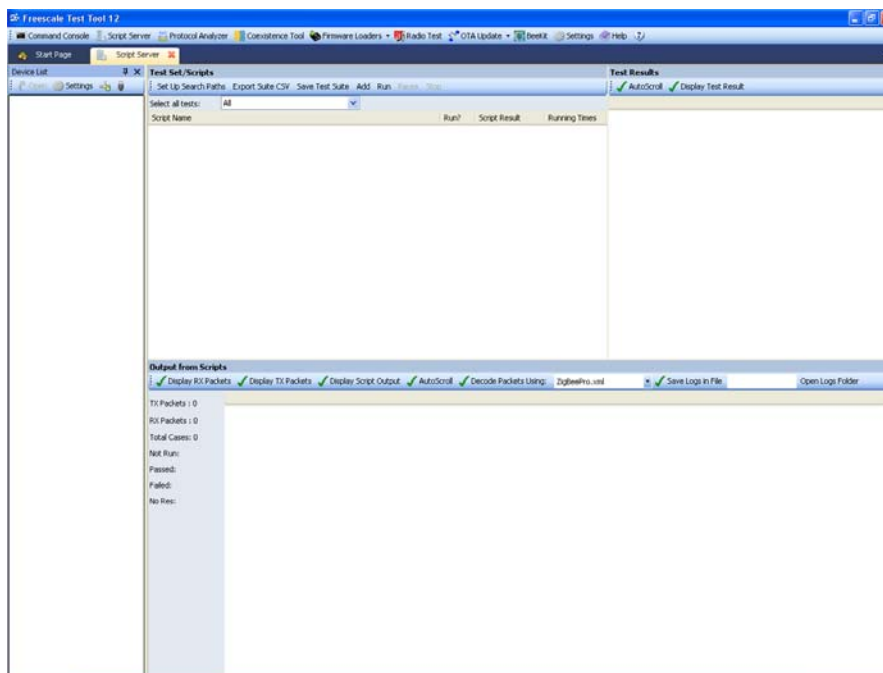 Freescale Test Tool 12
Command Console Script Server Protocol Analyzer Coexistence Tool Firmware Loaders Radio Test OTA Update BeeKit Settings Help
Start Page Script Server
Device List Test Set/Scripts Test Results
Open Settings Set Up Search Paths Export Suite CSV Save Test Suite Add Run Pause Stop AutoScroll Display Test Result
Select all tests: All
Script Name Run? Script Result Running Times
Output from Scripts
Display RX Packets Display TX Packets Display Script Output AutoScroll Decode Packets Using: ZigBeePro.xml Save Logs in File Open Logs Folder
TX Packets : 0
RX Packets : 0
Total Cases: 0
Not Run:
Passed:
Failed:
No Res: